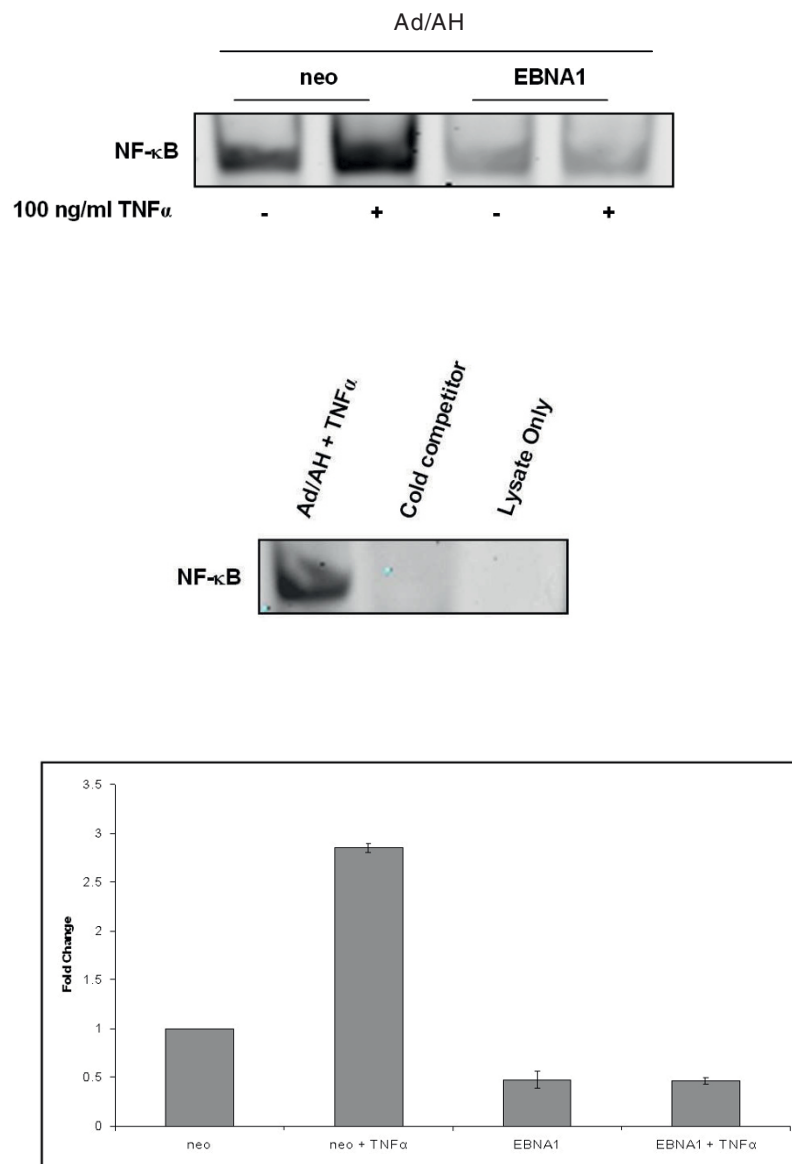 Ad/AH
neo EBNA1
NF-κB
100 ng/ml TNFα - + - +
Ad/AH + TNFα
Cold competitor
Lysate Only
NF-κB
3.5
3
2.5
2
1.5
1
0.5
0
Fold Change
neo neo + TNFα EBNA1 EBNA1 + TNFα